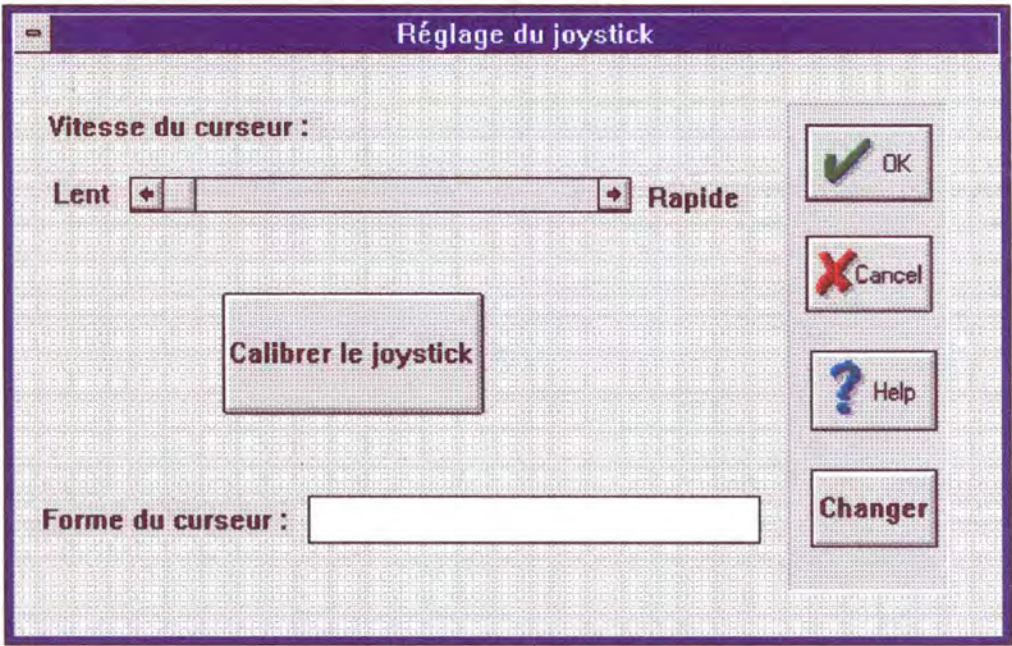 Réglage du joystick
Vitesse du curseur :
Lent
Rapide
Calibrer le joystick
Forme du curseur :
OK
Cancel
Help
Changer